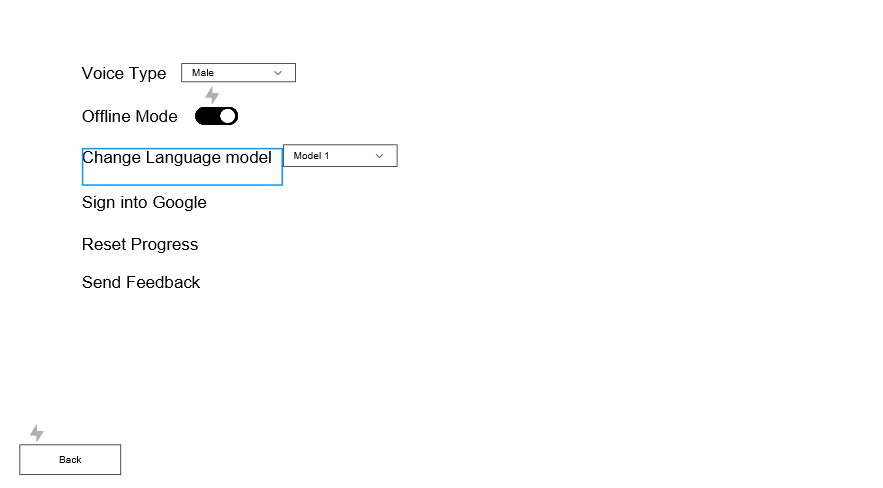 Voice Type Male
Offline Mode
Change Language model Model 1
Sign into Google
Reset Progress
Send Feedback
Back